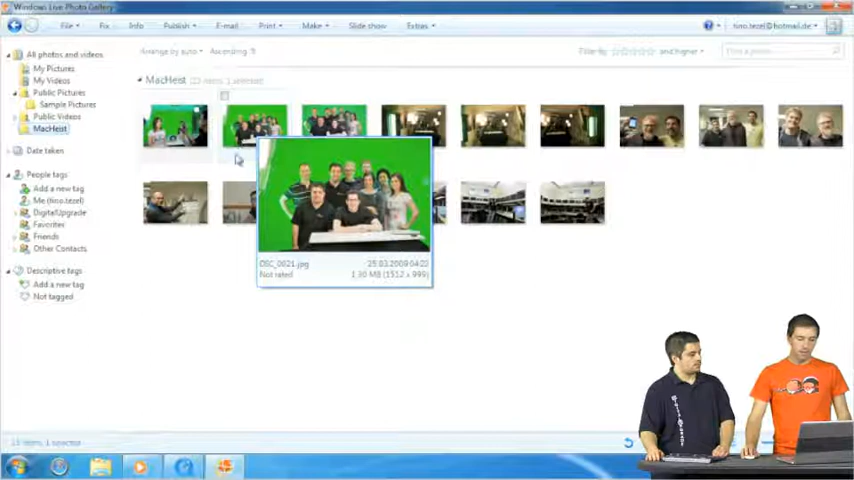 Windows Live Photo Gallery
File Fix Info Publish E-mail Print Make Slide show Extras tino.tezel@hotmail.de
All photos and videos
Arrange by auto Ascending Filter by and higher
My Pictures
My Videos
MacHeist
Public Pictures
Sample Pictures
Public Videos
MacHeist
Date taken
People tags
Add a new tag
Me (tino.tezel)
DigitalUpgrade
Favorites
Friends
Other Contacts
DSC_0021.jpg
Not rated 1.30 MB (1512 x 999)
Descriptive tags
Add a new tag
Not tagged